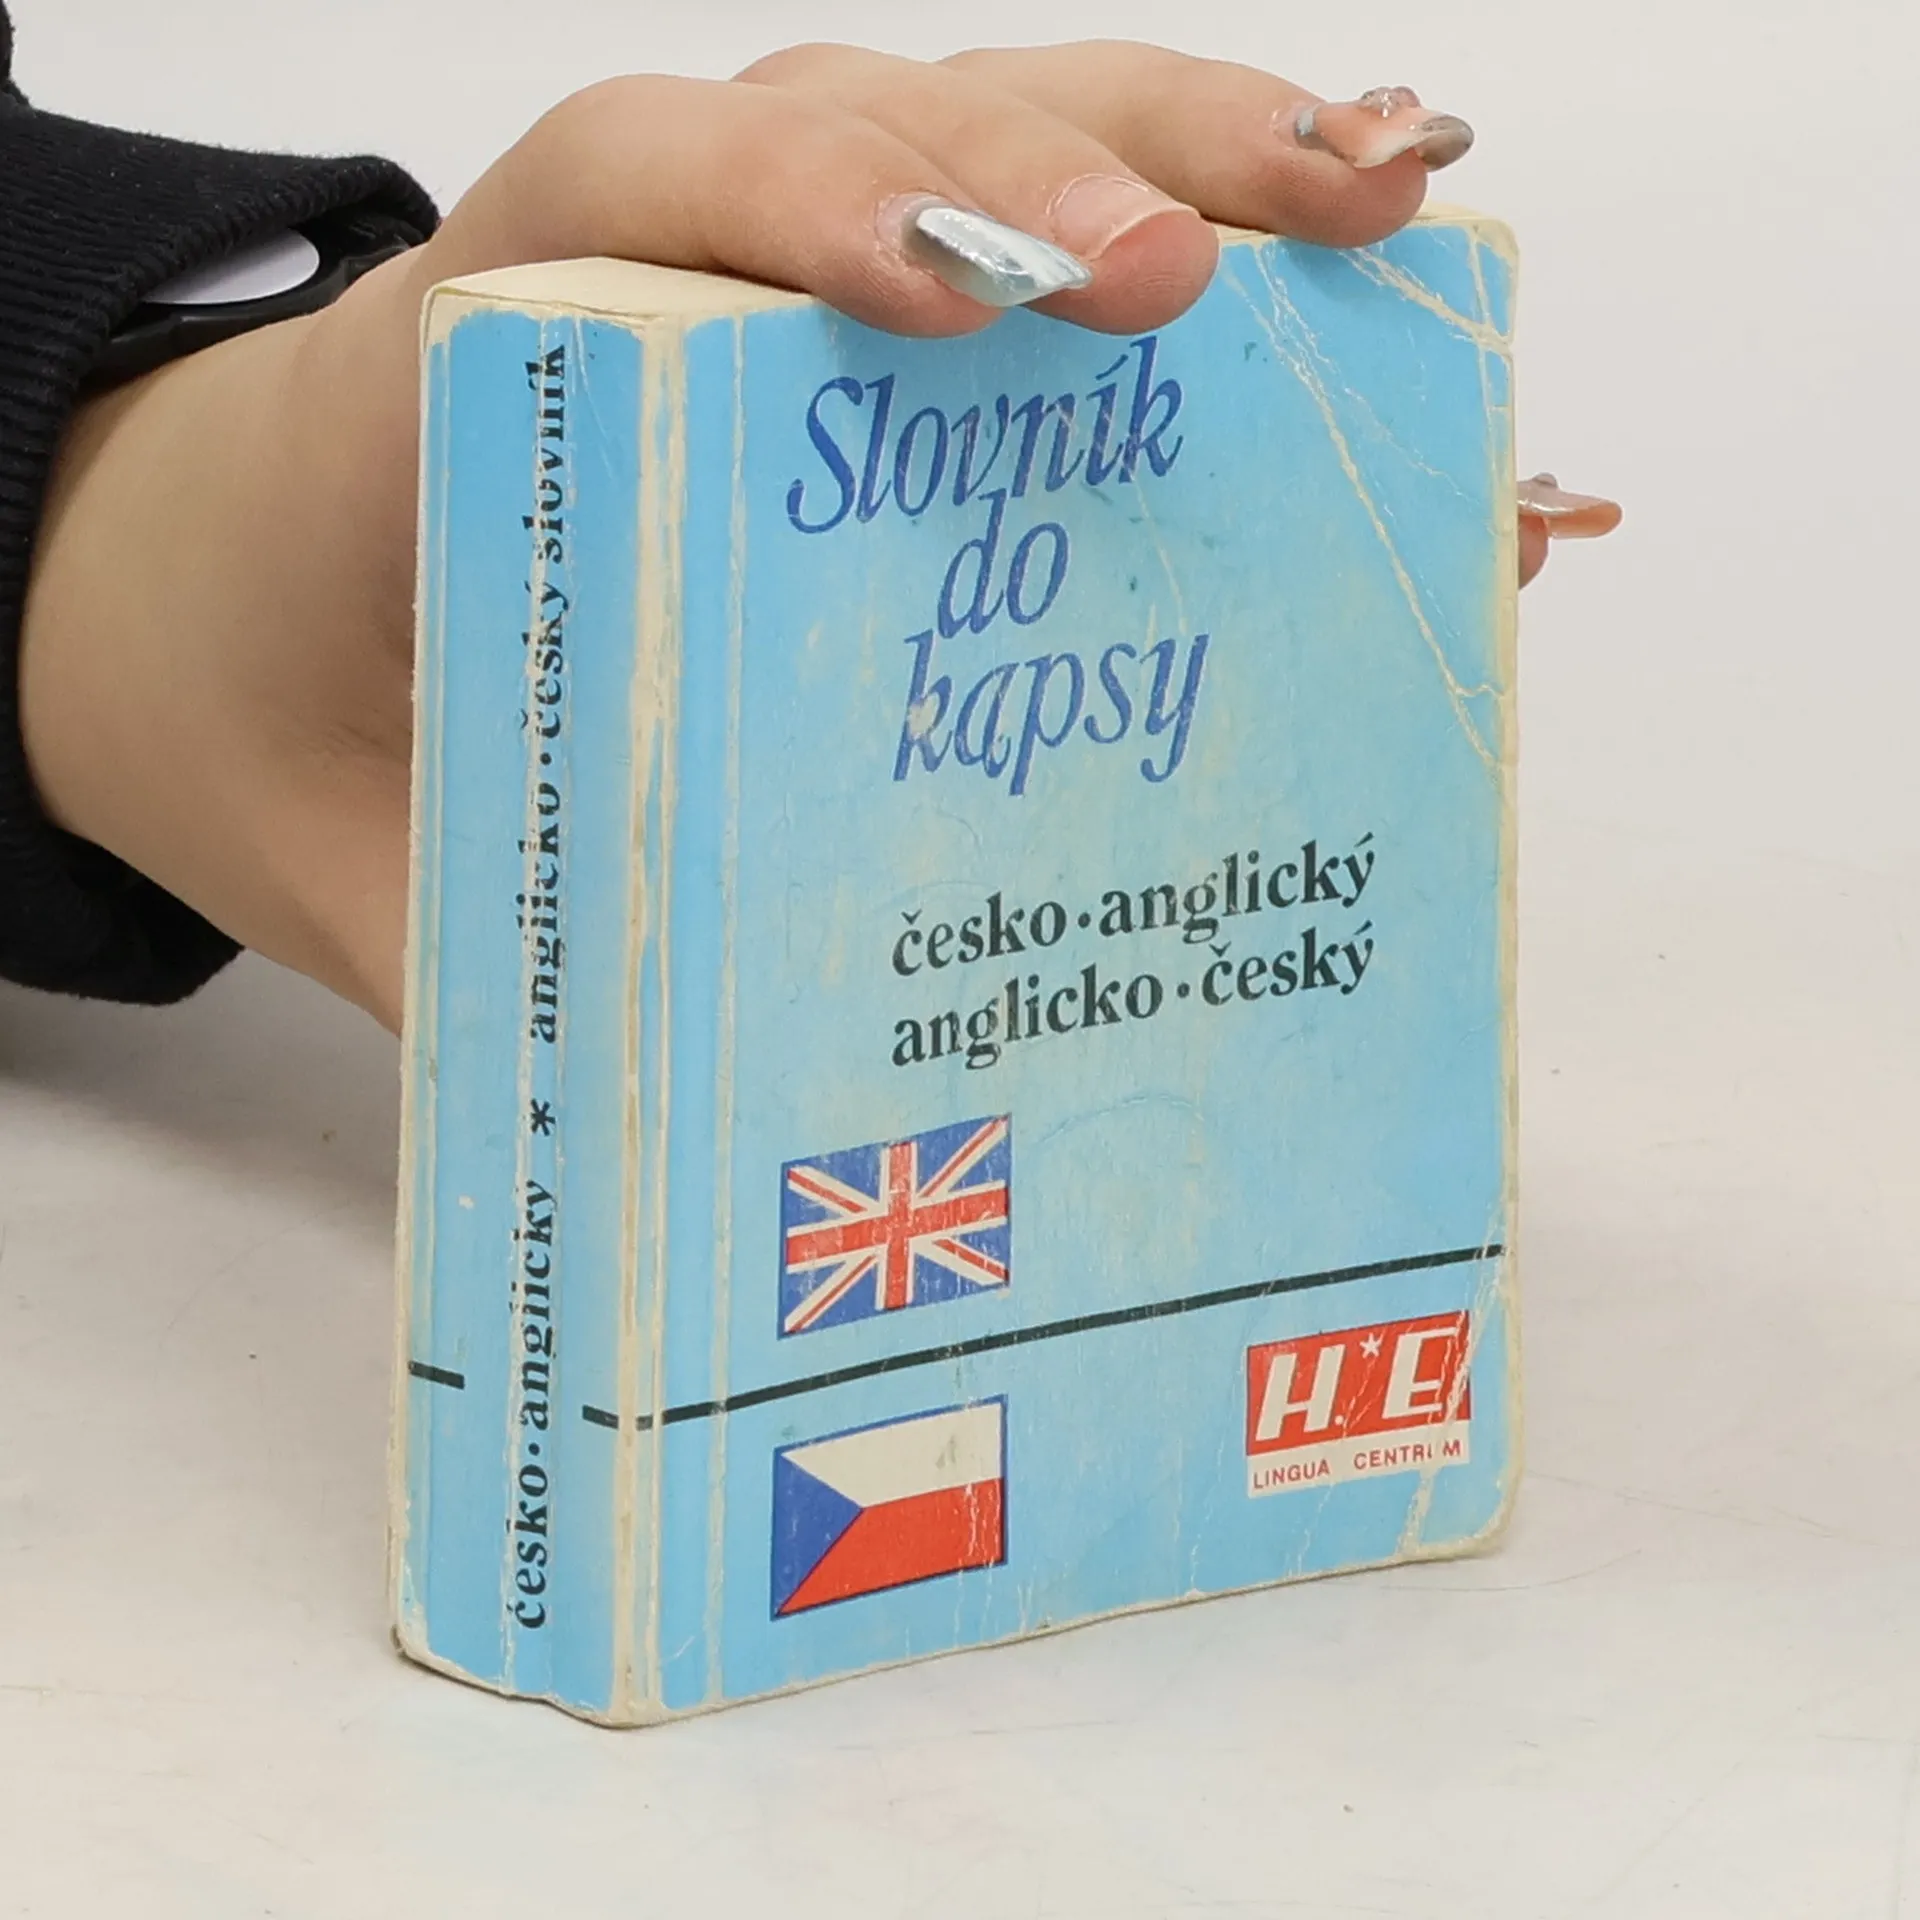 česko·anglický * anglicko·český slovník
Slovník
do
kapsy
česko·anglický
anglicko·český
H*E
LINGUA CENTRUM